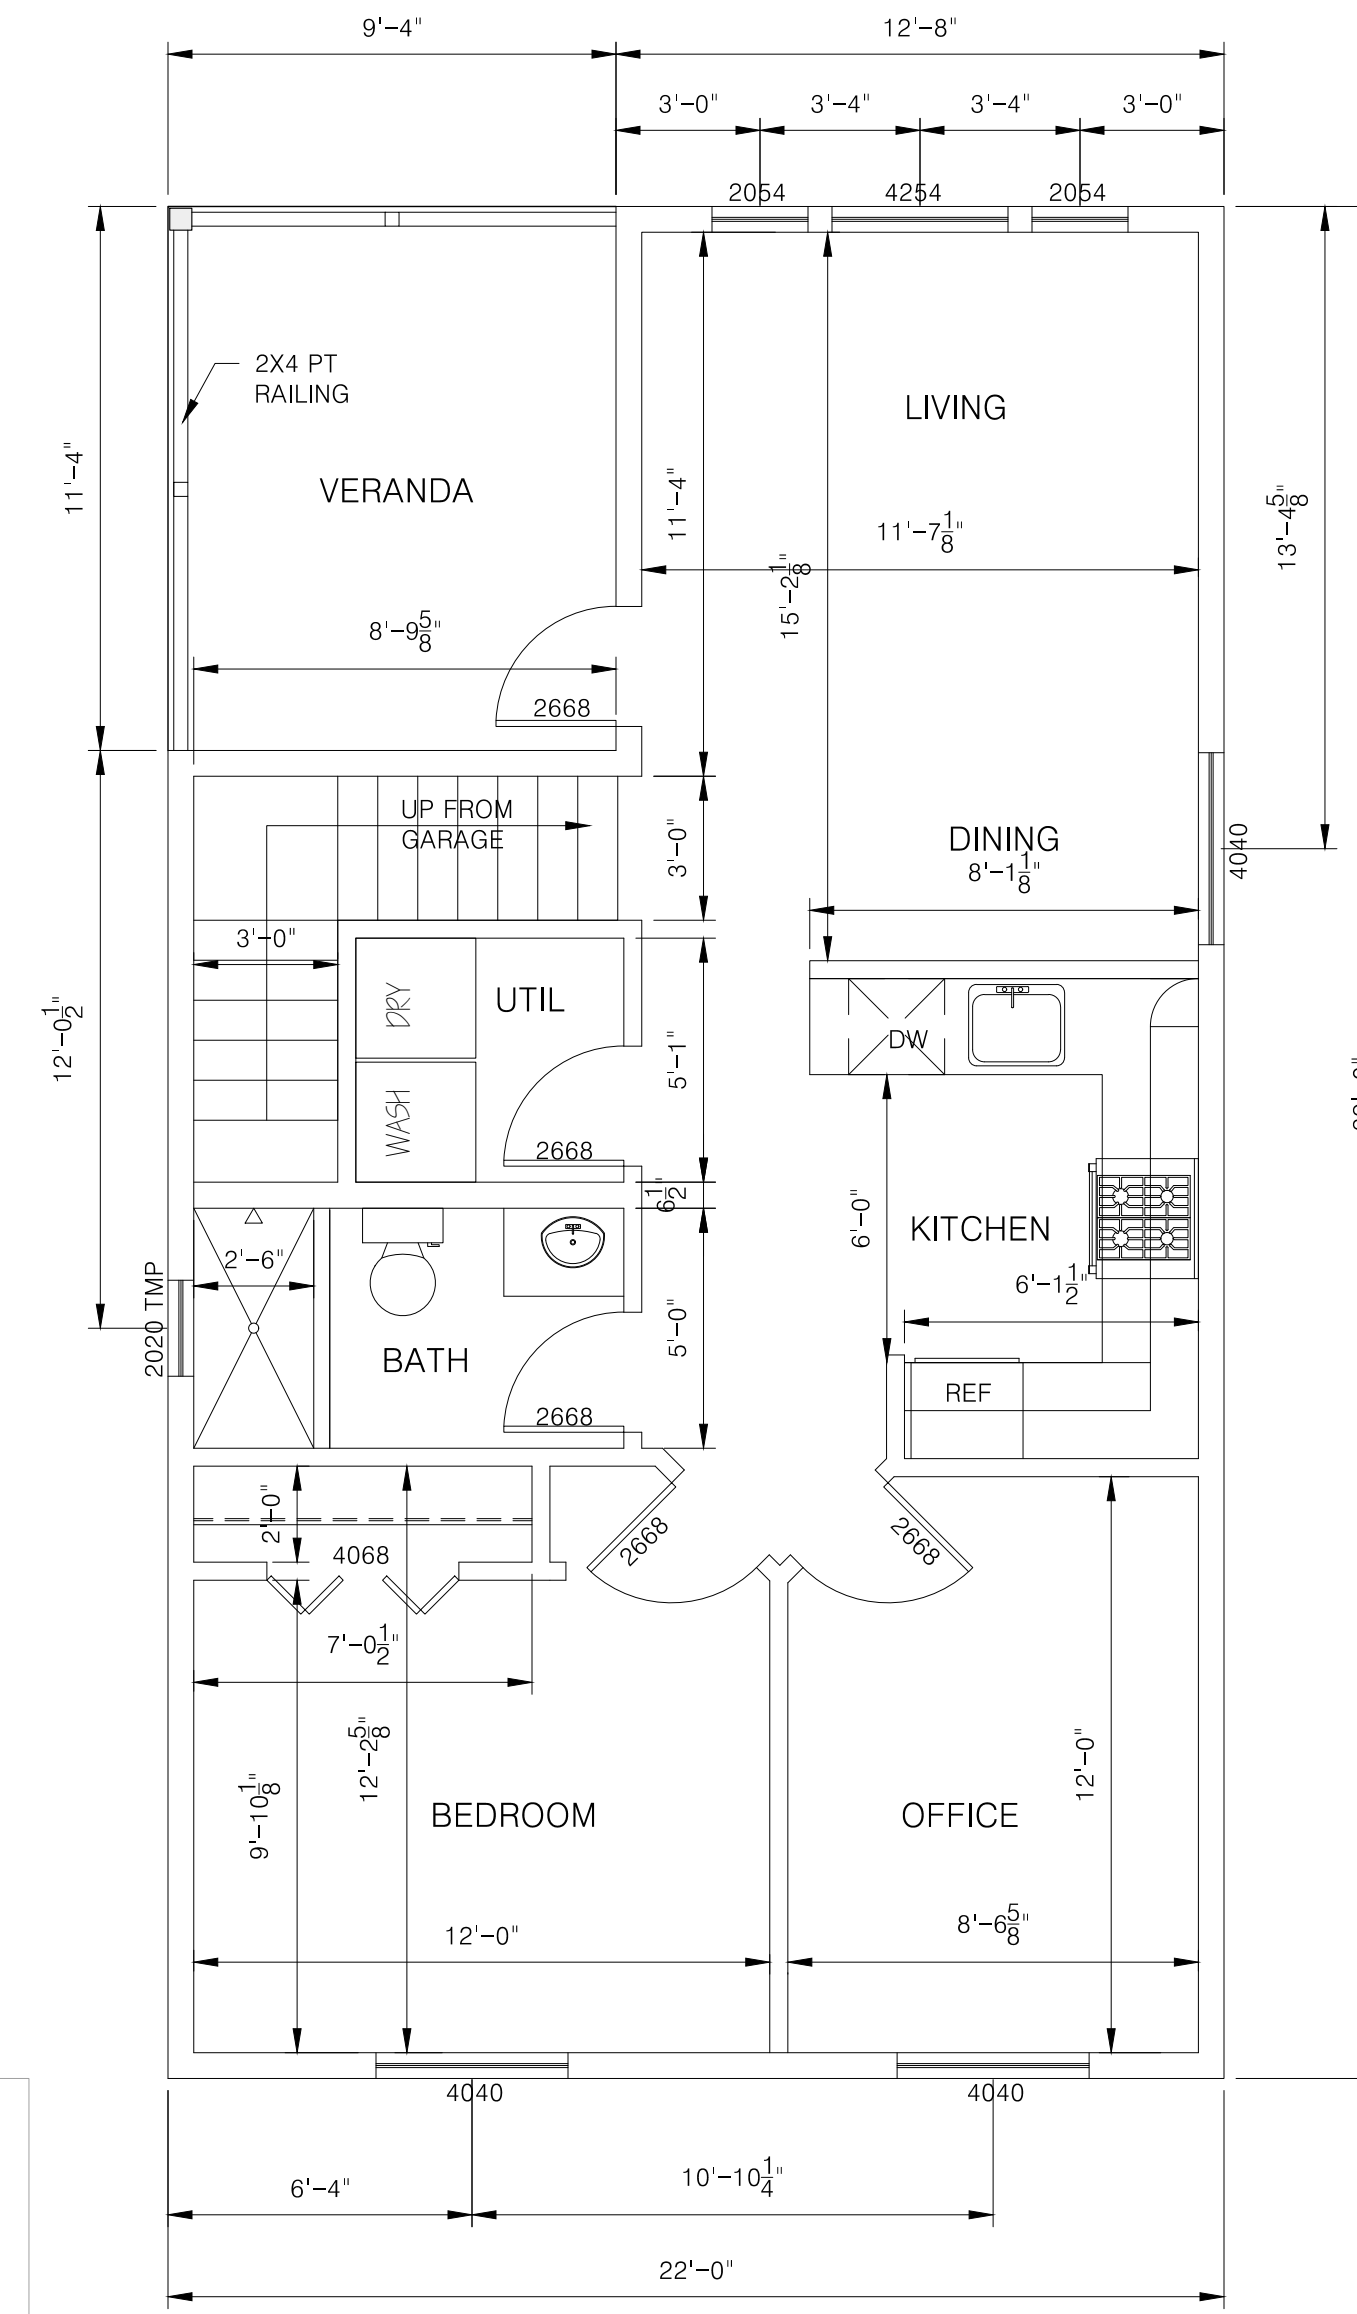 9'-4"
12'-8"
3'-0"
3'-4"
3'-4"
3'-0"
2054
4254
2054
2X4 PT
RAILING
LIVING
VERANDA
11'-4"
11'-4"
11'-7 1/8"
13'-4 5/8"
15'-2 1/8"
8'-9 5/8"
2668
UP FROM
GARAGE
3'-0"
DINING
8'-1 1/8"
4040
3'-0"
DRY
UTIL
12'-0 1/2"
DW
5'-1"
WASH
2668
6 1/2"
6'-0"
KITCHEN
2'-6"
6'-1 1/2"
2020 TMP
5'-0"
BATH
REF
2668
2'-0"
4068
2668
2668
7'-0 1/2"
12'-2 5/8"
12'-0"
9'-10 1/8"
BEDROOM
OFFICE
12'-0"
8'-6 5/8"
4040
4040
6'-4"
10'-10 1/4"
22'-0"